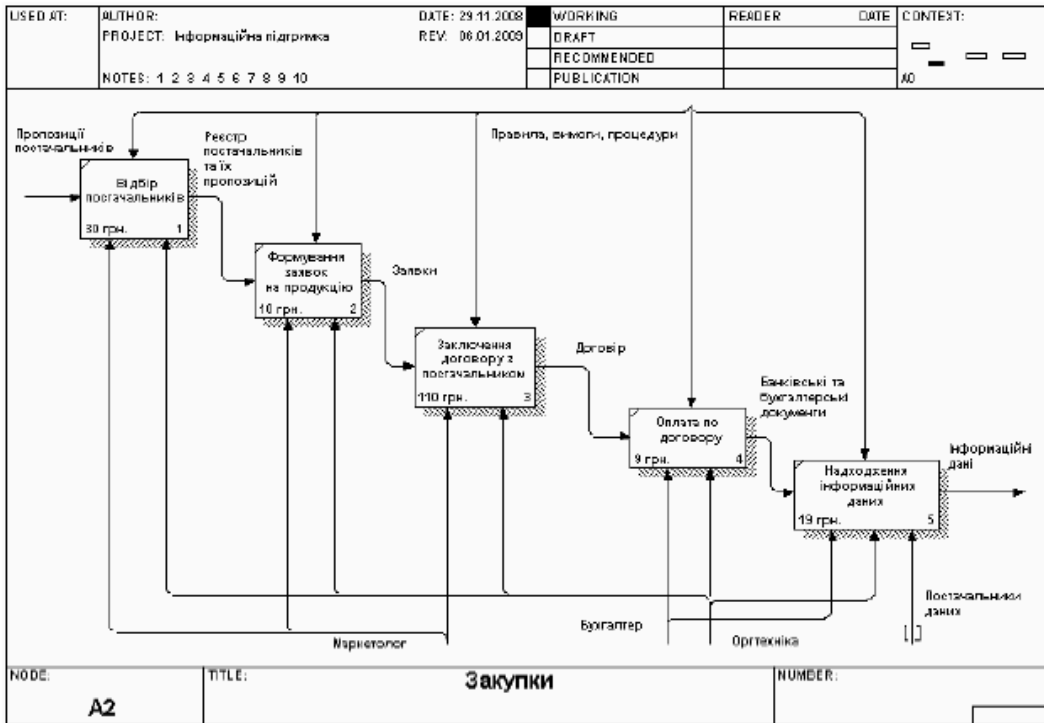 USED AT:
AUTHOR:
DATE: 29.11.2008
WORKING
READER
DATE
CONTEXT:
PROJECT: Інформаційна підтримка
REV: 06.01.2009
DRAFT
RECOMMENDED
NOTES: 1 2 3 4 5 6 7 8 9 10
PUBLICATION
A0
Пропозиції
постачальників
Реєстр
постачальників
та їх
пропозицій
Правила, вимоги, процедури
Відбір
постачальників
30 грн.
1
Формування
заявок
на продукцію
10 грн.
2
Заявки
Заключення
договору з
постачальником
110 грн.
3
Договір
Банківські та
бухгалтерські
документи
Оплата по
договору
9 грн.
4
Надходження
інформаційних
даних
19 грн.
5
Інформаційні
дані
Постачальники
даних
Маркетолог
Бухгалтер
Оргтехніка
NODE:
A2
TITLE:
Закупки
NUMBER: